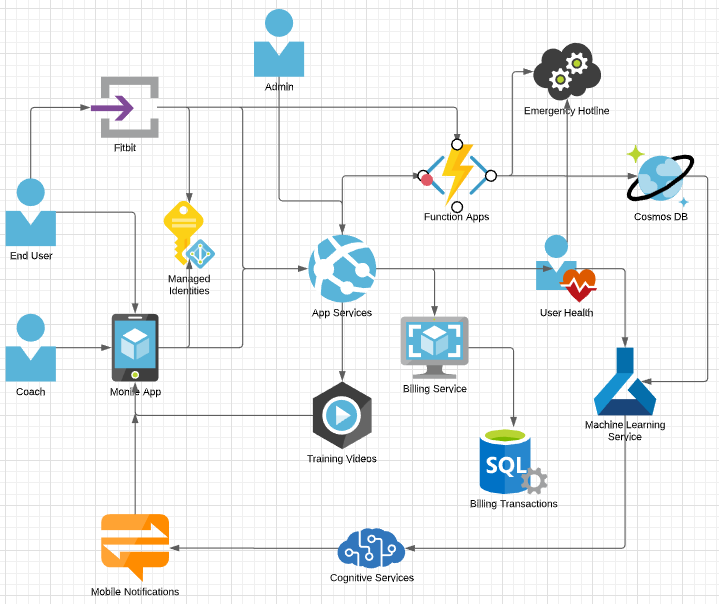 Admin
Emergency Hotline
Fitbit
Function Apps
Cosmos DB
End User
Managed
Identities
App Services
User Health
Coach
Monile App
Billing Service
Machine Learning
Service
Training Videos
SQL
Billing Transactions
Cognitive Services
Mobile Notifications